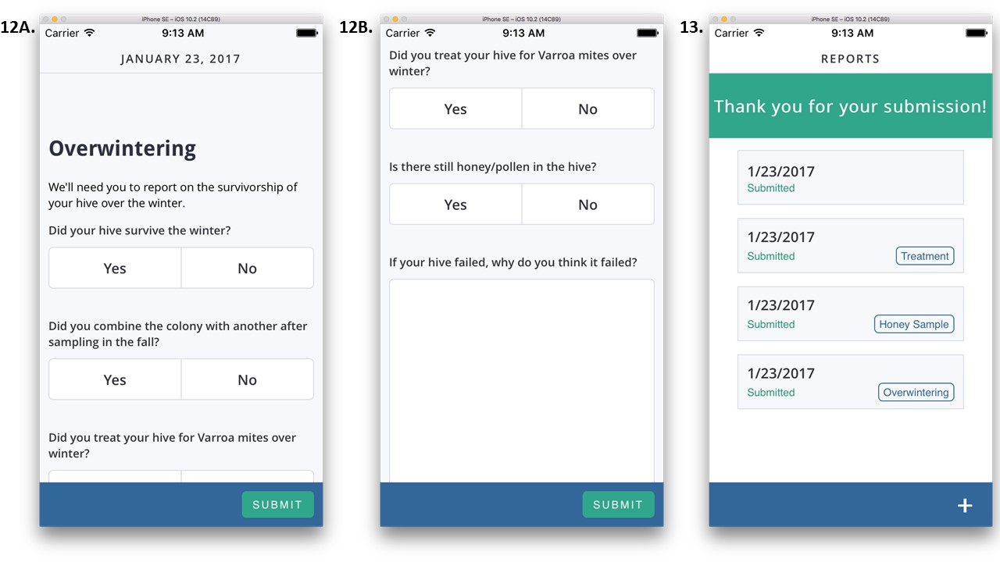 12A.
iPhone SE – iOS 10.2 (14C89)
Carrier
9:13 AM
JANUARY 23, 2017
Overwintering
We'll need you to report on the survivorship of
your hive over the winter.
Did your hive survive the winter?
Yes
No
Did you combine the colony with another after
sampling in the fall?
Yes
No
Did you treat your hive for Varroa mites over
winter?
SUBMIT
12B.
iPhone SE – iOS 10.2 (14C89)
Carrier
9:13 AM
Did you treat your hive for Varroa mites over
winter?
Yes
No
Is there still honey/pollen in the hive?
Yes
No
If your hive failed, why do you think it failed?
SUBMIT
13.
iPhone SE – iOS 10.2 (14C89)
Carrier
9:13 AM
REPORTS
Thank you for your submission!
1/23/2017
Submitted
1/23/2017
Submitted
Treatment
1/23/2017
Submitted
Honey Sample
1/23/2017
Submitted
Overwintering
+